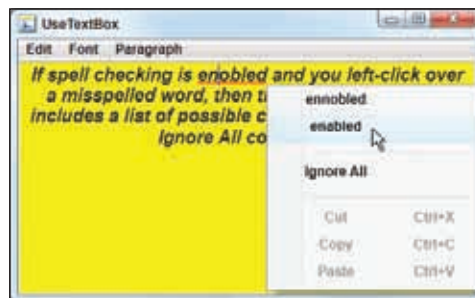 UseTextBox
Edit Font Paragraph
If spell checking is enobled and you left-click over
a misspelled word, then t
includes a list of possible c
Ignore All co
ennobled
enabled
Ignore All
Cut Ctrl+X
Copy Ctrl+C
Paste Ctrl+V